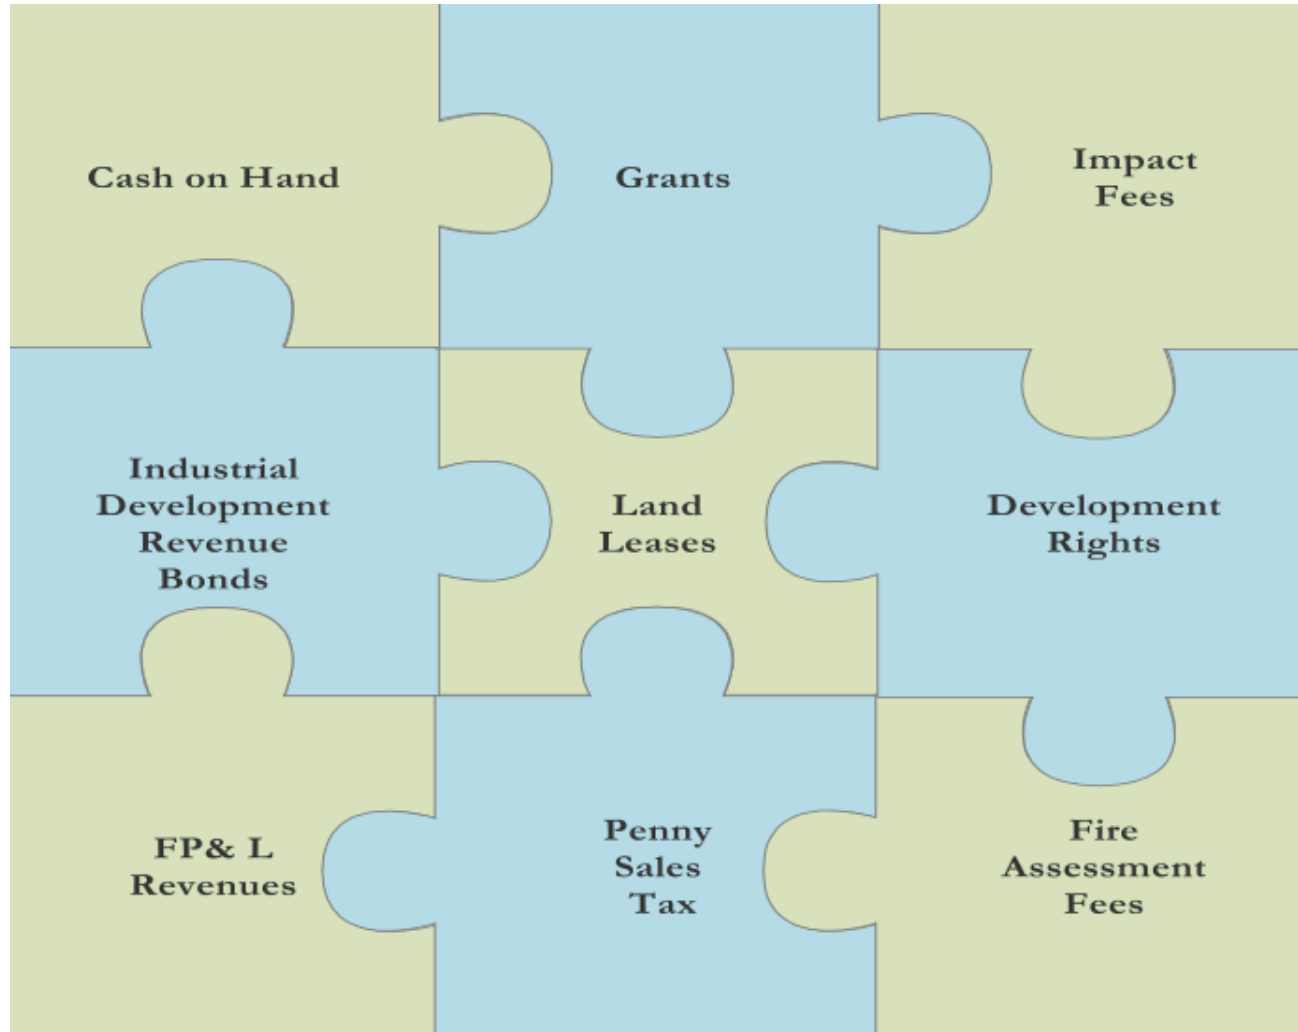 Cash on Hand
Grants
Impact
Fees
Industrial
Development
Revenue
Bonds
Land
Leases
Development
Rights
FP& L
Revenues
Penny
Sales
Tax
Fire
Assessment
Fees